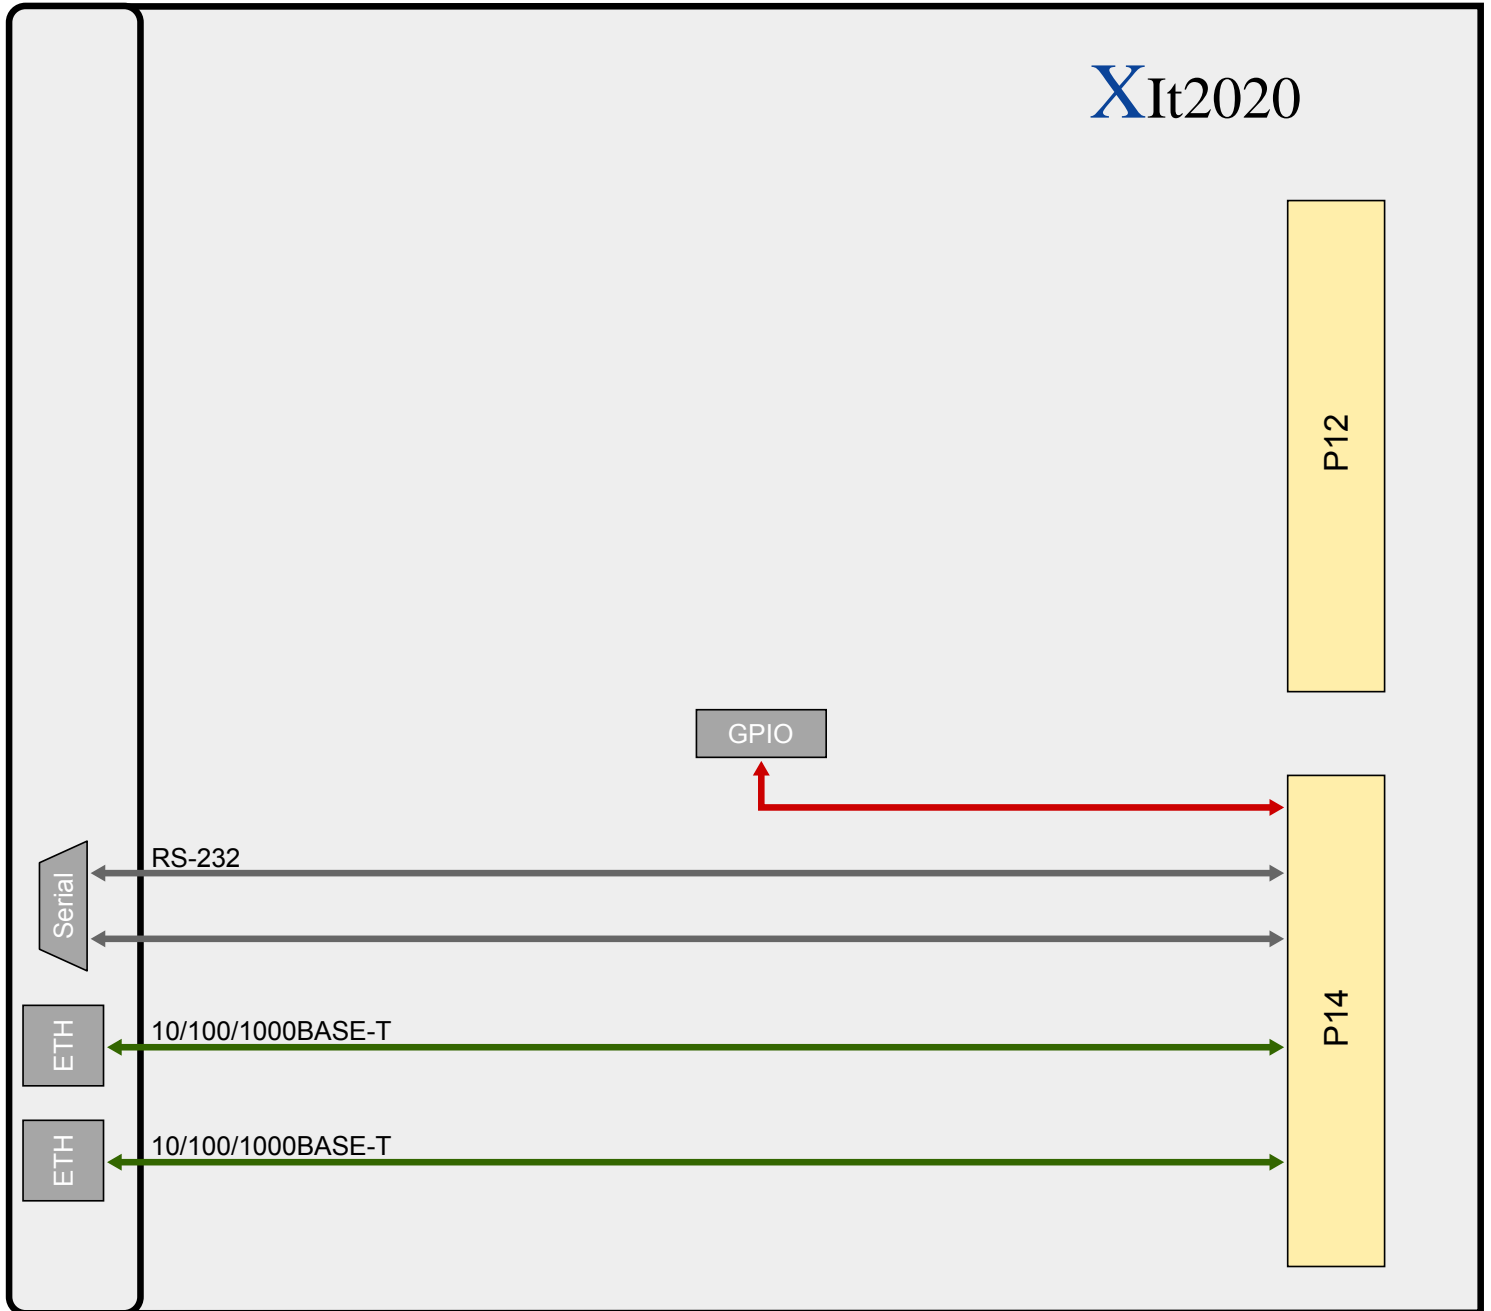 XIt2020
P12
GPIO
RS-232
Serial
10/100/1000BASE-T
ETH
P14
10/100/1000BASE-T
ETH